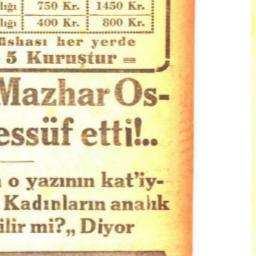 lığı 750 Kr. 1450 Kr.
lığı 400 Kr. 800 Kr.
üshası her yerde
5 Kuruştur =
Mazhar Os-
essüf etti!..
o yazının kat'iy-
Kadınların analık
ilir mi?„ Diyor